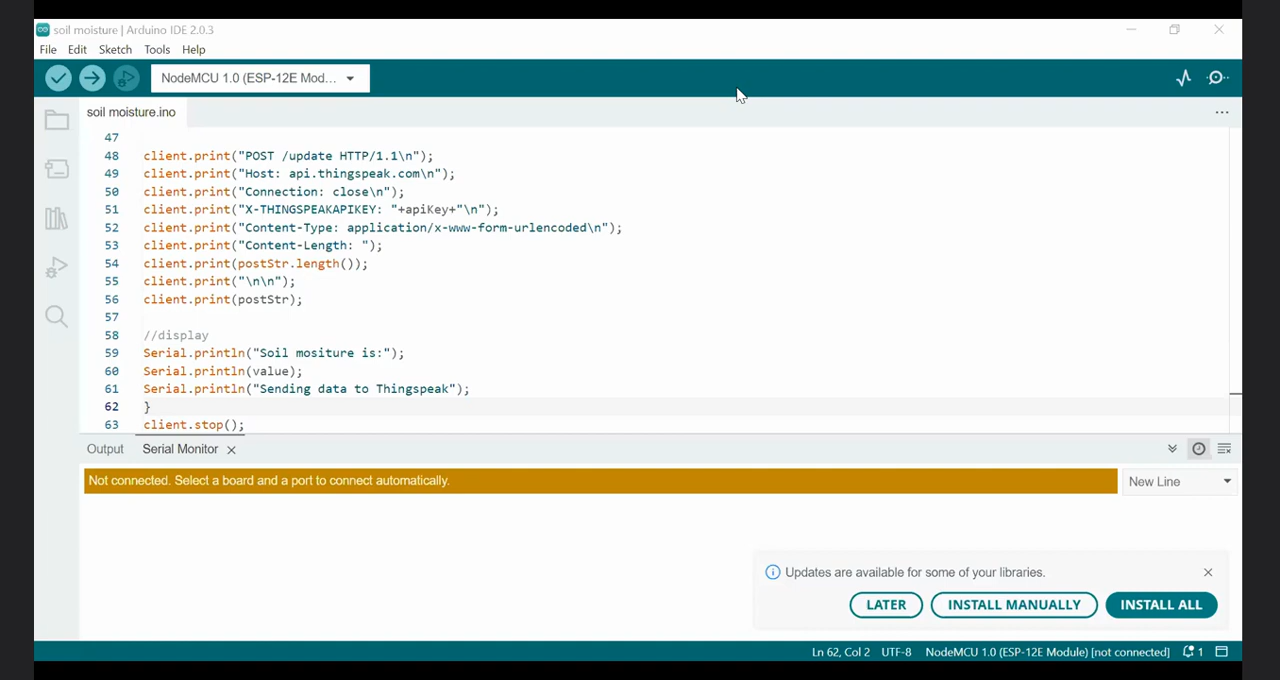 soil moisture | Arduino IDE 2.0.3
File Edit Sketch Tools Help
NodeMCU 1.0 (ESP-12E Mod...
soil moisture.ino
47
48 client.print("POST /update HTTP/1.1\n");
49 client.print("Host: api.thingspeak.com\n");
50 client.print("Connection: close\n");
51 client.print("X-THINGSPEAKAPIKEY: "+apiKey+"\n");
52 client.print("Content-Type: application/x-www-form-urlencoded\n");
53 client.print("Content-Length: ");
54 client.print(postStr.length());
55 client.print("\n\n");
56 client.print(postStr);
57
58 //display
59 Serial.println("Soil mositure is:");
60 Serial.println(value);
61 Serial.println("Sending data to Thingspeak");
62 }
63 client.stop();
Output Serial Monitor
Not connected. Select a board and a port to connect automatically.
New Line
Updates are available for some of your libraries.
LATER INSTALL MANUALLY INSTALL ALL
Ln 62, Col 2 UTF-8 NodeMCU 1.0 (ESP-12E Module) [not connected] 1